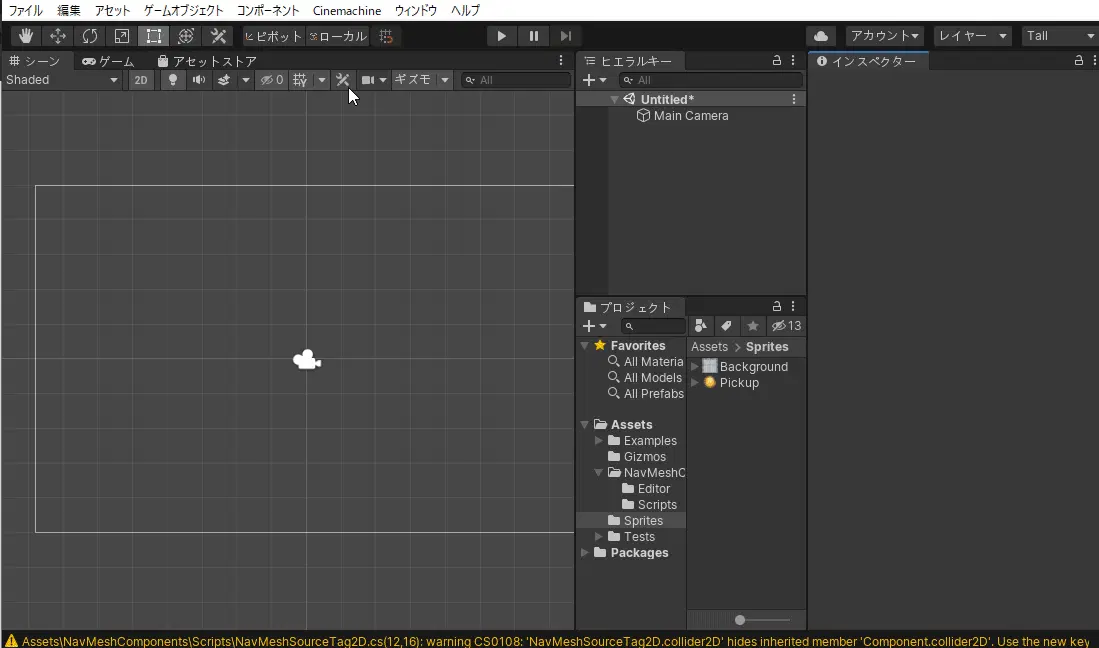 ファイル 編集 アセット ゲームオブジェクト コンポーネント Cinemachine ウィンドウ ヘルプ
ピボット ローカル アカウント レイヤー Tall
シーン ゲーム アセットストア
Shaded 2D 0 ギズモ All
ヒエラルキー
All
Untitled*
Main Camera
プロジェクト
13
Favorites
All Materia
All Models
All Prefabs
Assets
Examples
Gizmos
NavMeshC
Editor
Scripts
Sprites
Tests
Packages
Assets > Sprites
Background
Pickup
インスペクター
Assets\NavMeshComponents\Scripts\NavMeshSourceTag2D.cs(12,16): warning CS0108: 'NavMeshSourceTag2D.collider2D' hides inherited member 'Component.collider2D'. Use the new key